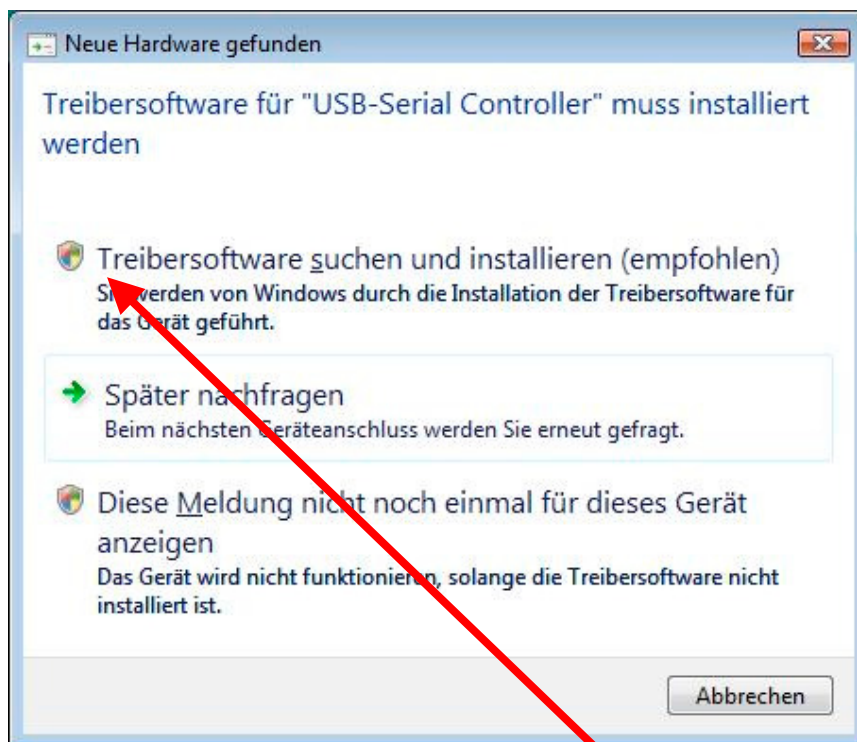 Neue Hardware gefunden
Treibersoftware für "USB-Serial Controller" muss installiert
werden
Treibersoftware suchen und installieren (empfohlen)
Sie werden von Windows durch die Installation der Treibersoftware für
das Gerät geführt.
Später nachfragen
Beim nächsten Geräteanschluss werden Sie erneut gefragt.
Diese Meldung nicht noch einmal für dieses Gerät
anzeigen
Das Gerät wird nicht funktionieren, solange die Treibersoftware nicht
installiert ist.
Abbrechen